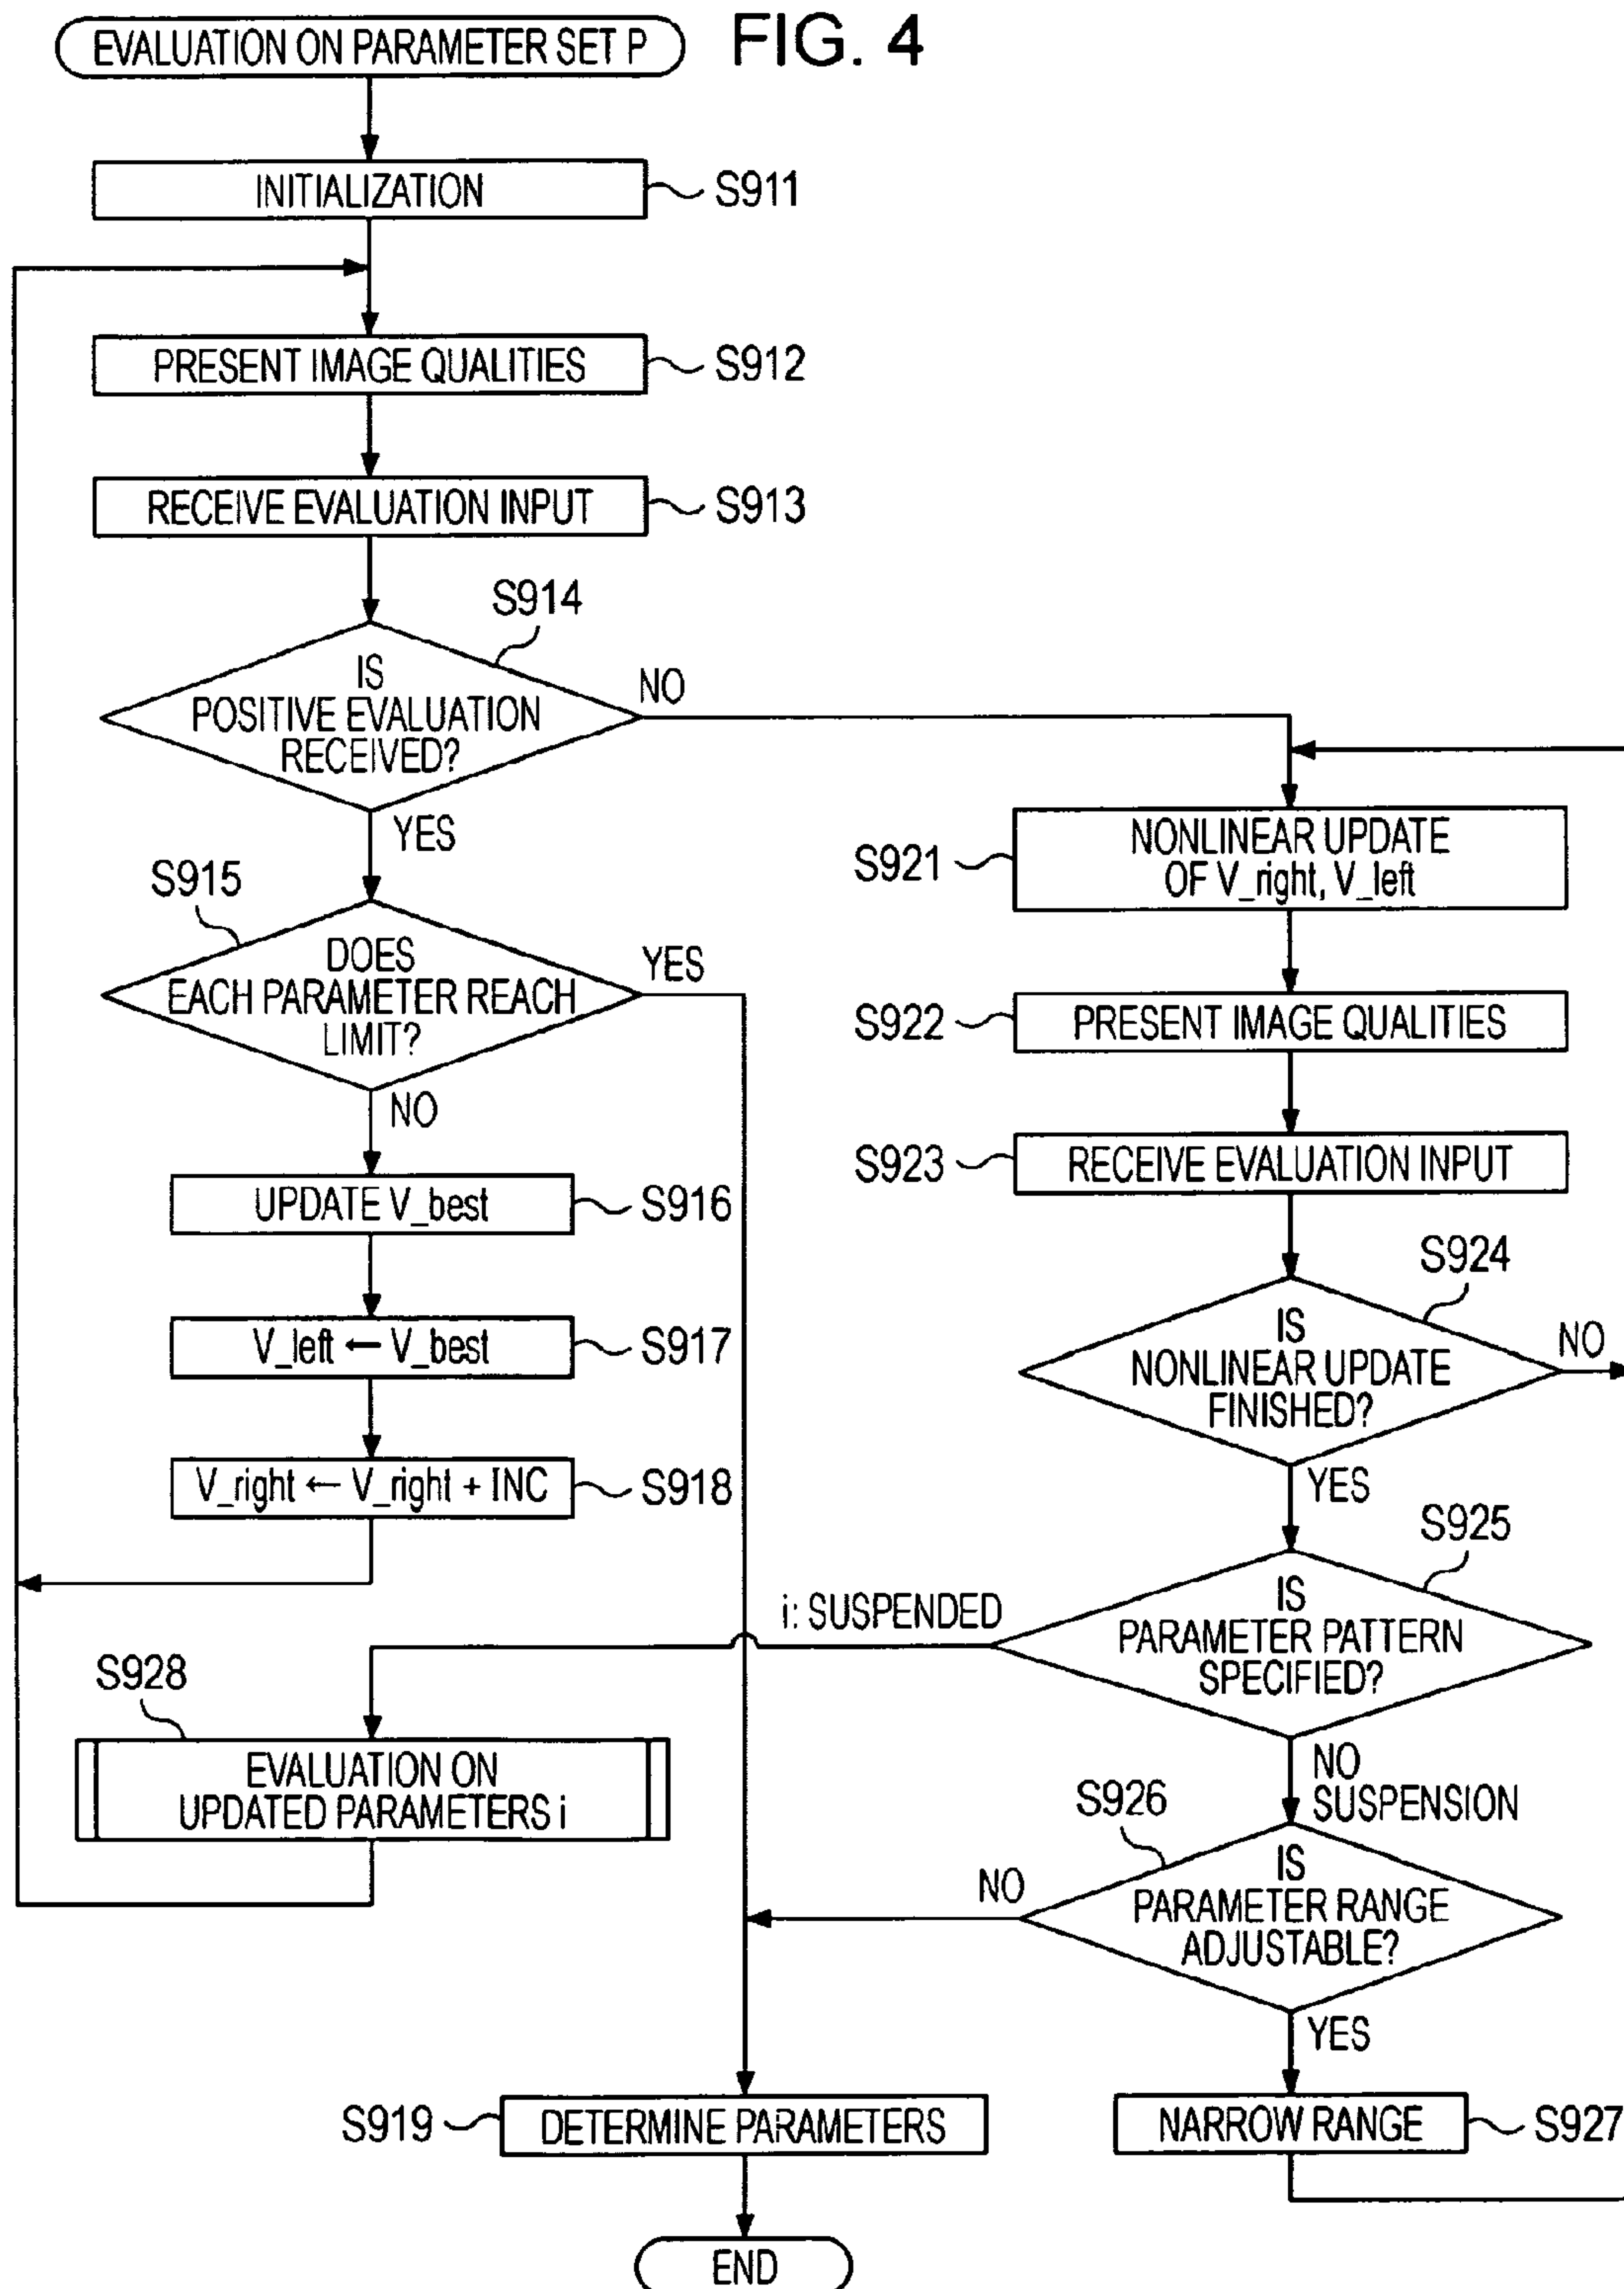 EVALUATION ON PARAMETER SET P
FIG. 4
INITIALIZATION
S911
PRESENT IMAGE QUALITIES
S912
RECEIVE EVALUATION INPUT
S913
S914
IS
POSITIVE EVALUATION
RECEIVED?
NO
YES
S915
DOES
EACH PARAMETER REACH
LIMIT?
YES
NO
UPDATE V_best
S916
V_left ← V_best
S917
V_right ← V_right + INC
S918
S921
NONLINEAR UPDATE
OF V_right, V_left
S922
PRESENT IMAGE QUALITIES
S923
RECEIVE EVALUATION INPUT
S924
IS
NONLINEAR UPDATE
FINISHED?
NO
YES
S925
IS
PARAMETER PATTERN
SPECIFIED?
i: SUSPENDED
NO
SUSPENSION
S928
EVALUATION ON
UPDATED PARAMETERS i
S926
IS
PARAMETER RANGE
ADJUSTABLE?
NO
YES
S919
DETERMINE PARAMETERS
NARROW RANGE
S927
END